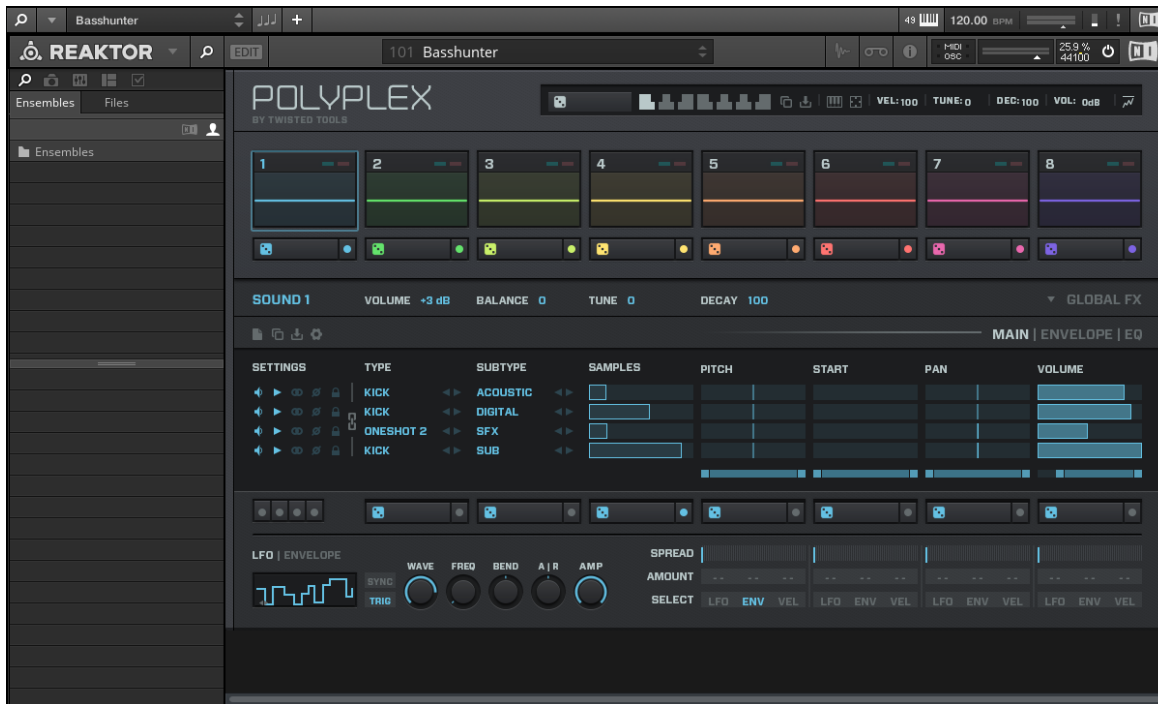 Basshunter
49 120.00 BPM
REAKTOR EDIT 101 Basshunter MIDI OSC 25.9 % 44100
Ensembles Files
Ensembles
POLYPLEX
BY TWISTED TOOLS
VEL:100 TUNE:0 DEC:100 VOL: 0dB
1 2 3 4 5 6 7 8
SOUND 1 VOLUME +3 dB BALANCE 0 TUNE 0 DECAY 100 GLOBAL FX
MAIN | ENVELOPE | EQ
SETTINGS TYPE SUBTYPE SAMPLES PITCH START PAN VOLUME
KICK ACOUSTIC
KICK DIGITAL
ONESHOT 2 SFX
KICK SUB
LFO | ENVELOPE
SYNC
TRIG
WAVE FREQ BEND A|R AMP
SPREAD
AMOUNT -- -- -- -- -- -- -- --
SELECT LFO ENV VEL LFO ENV VEL LFO ENV VEL LFO ENV VEL